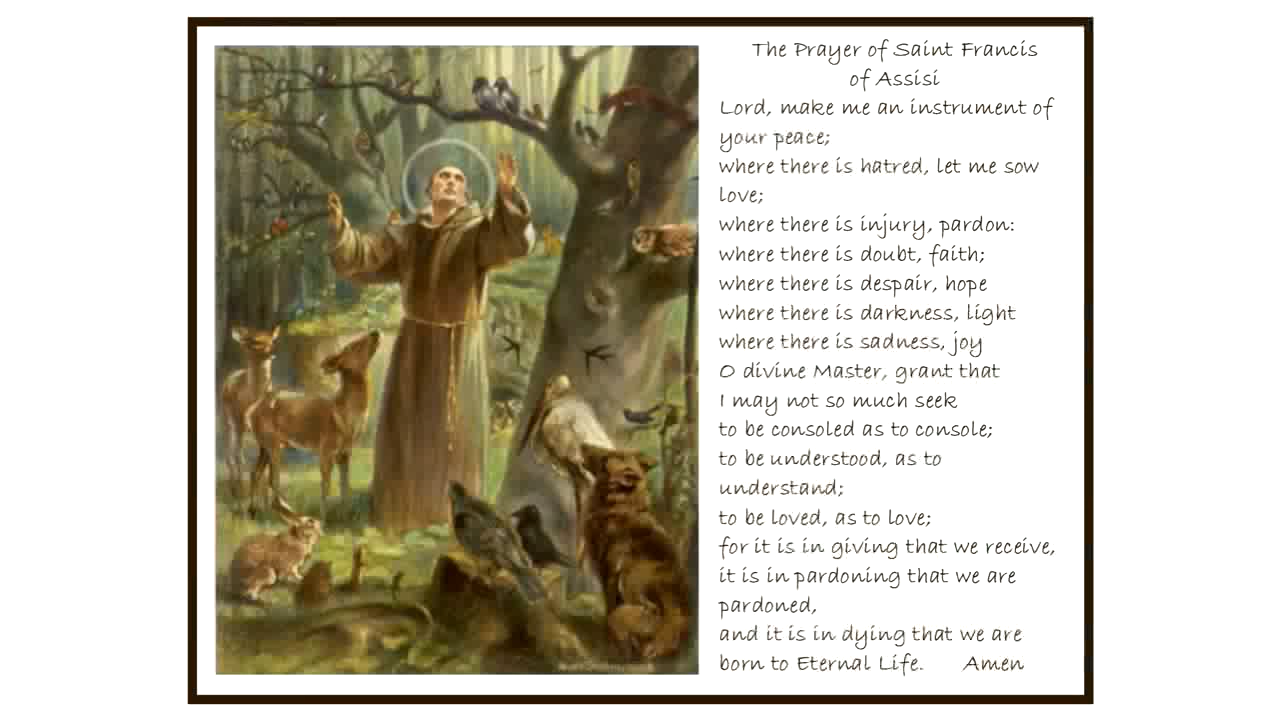 The Prayer of Saint Francis
of Assisi
Lord, make me an instrument of
your peace;
where there is hatred, let me sow
love;
where there is injury, pardon:
where there is doubt, faith;
where there is despair, hope
where there is darkness, light
where there is sadness, joy
O divine Master, grant that
I may not so much seek
to be consoled as to console;
to be understood, as to
understand;
to be loved, as to love;
for it is in giving that we receive,
it is in pardoning that we are
pardoned,
and it is in dying that we are
born to Eternal Life. Amen